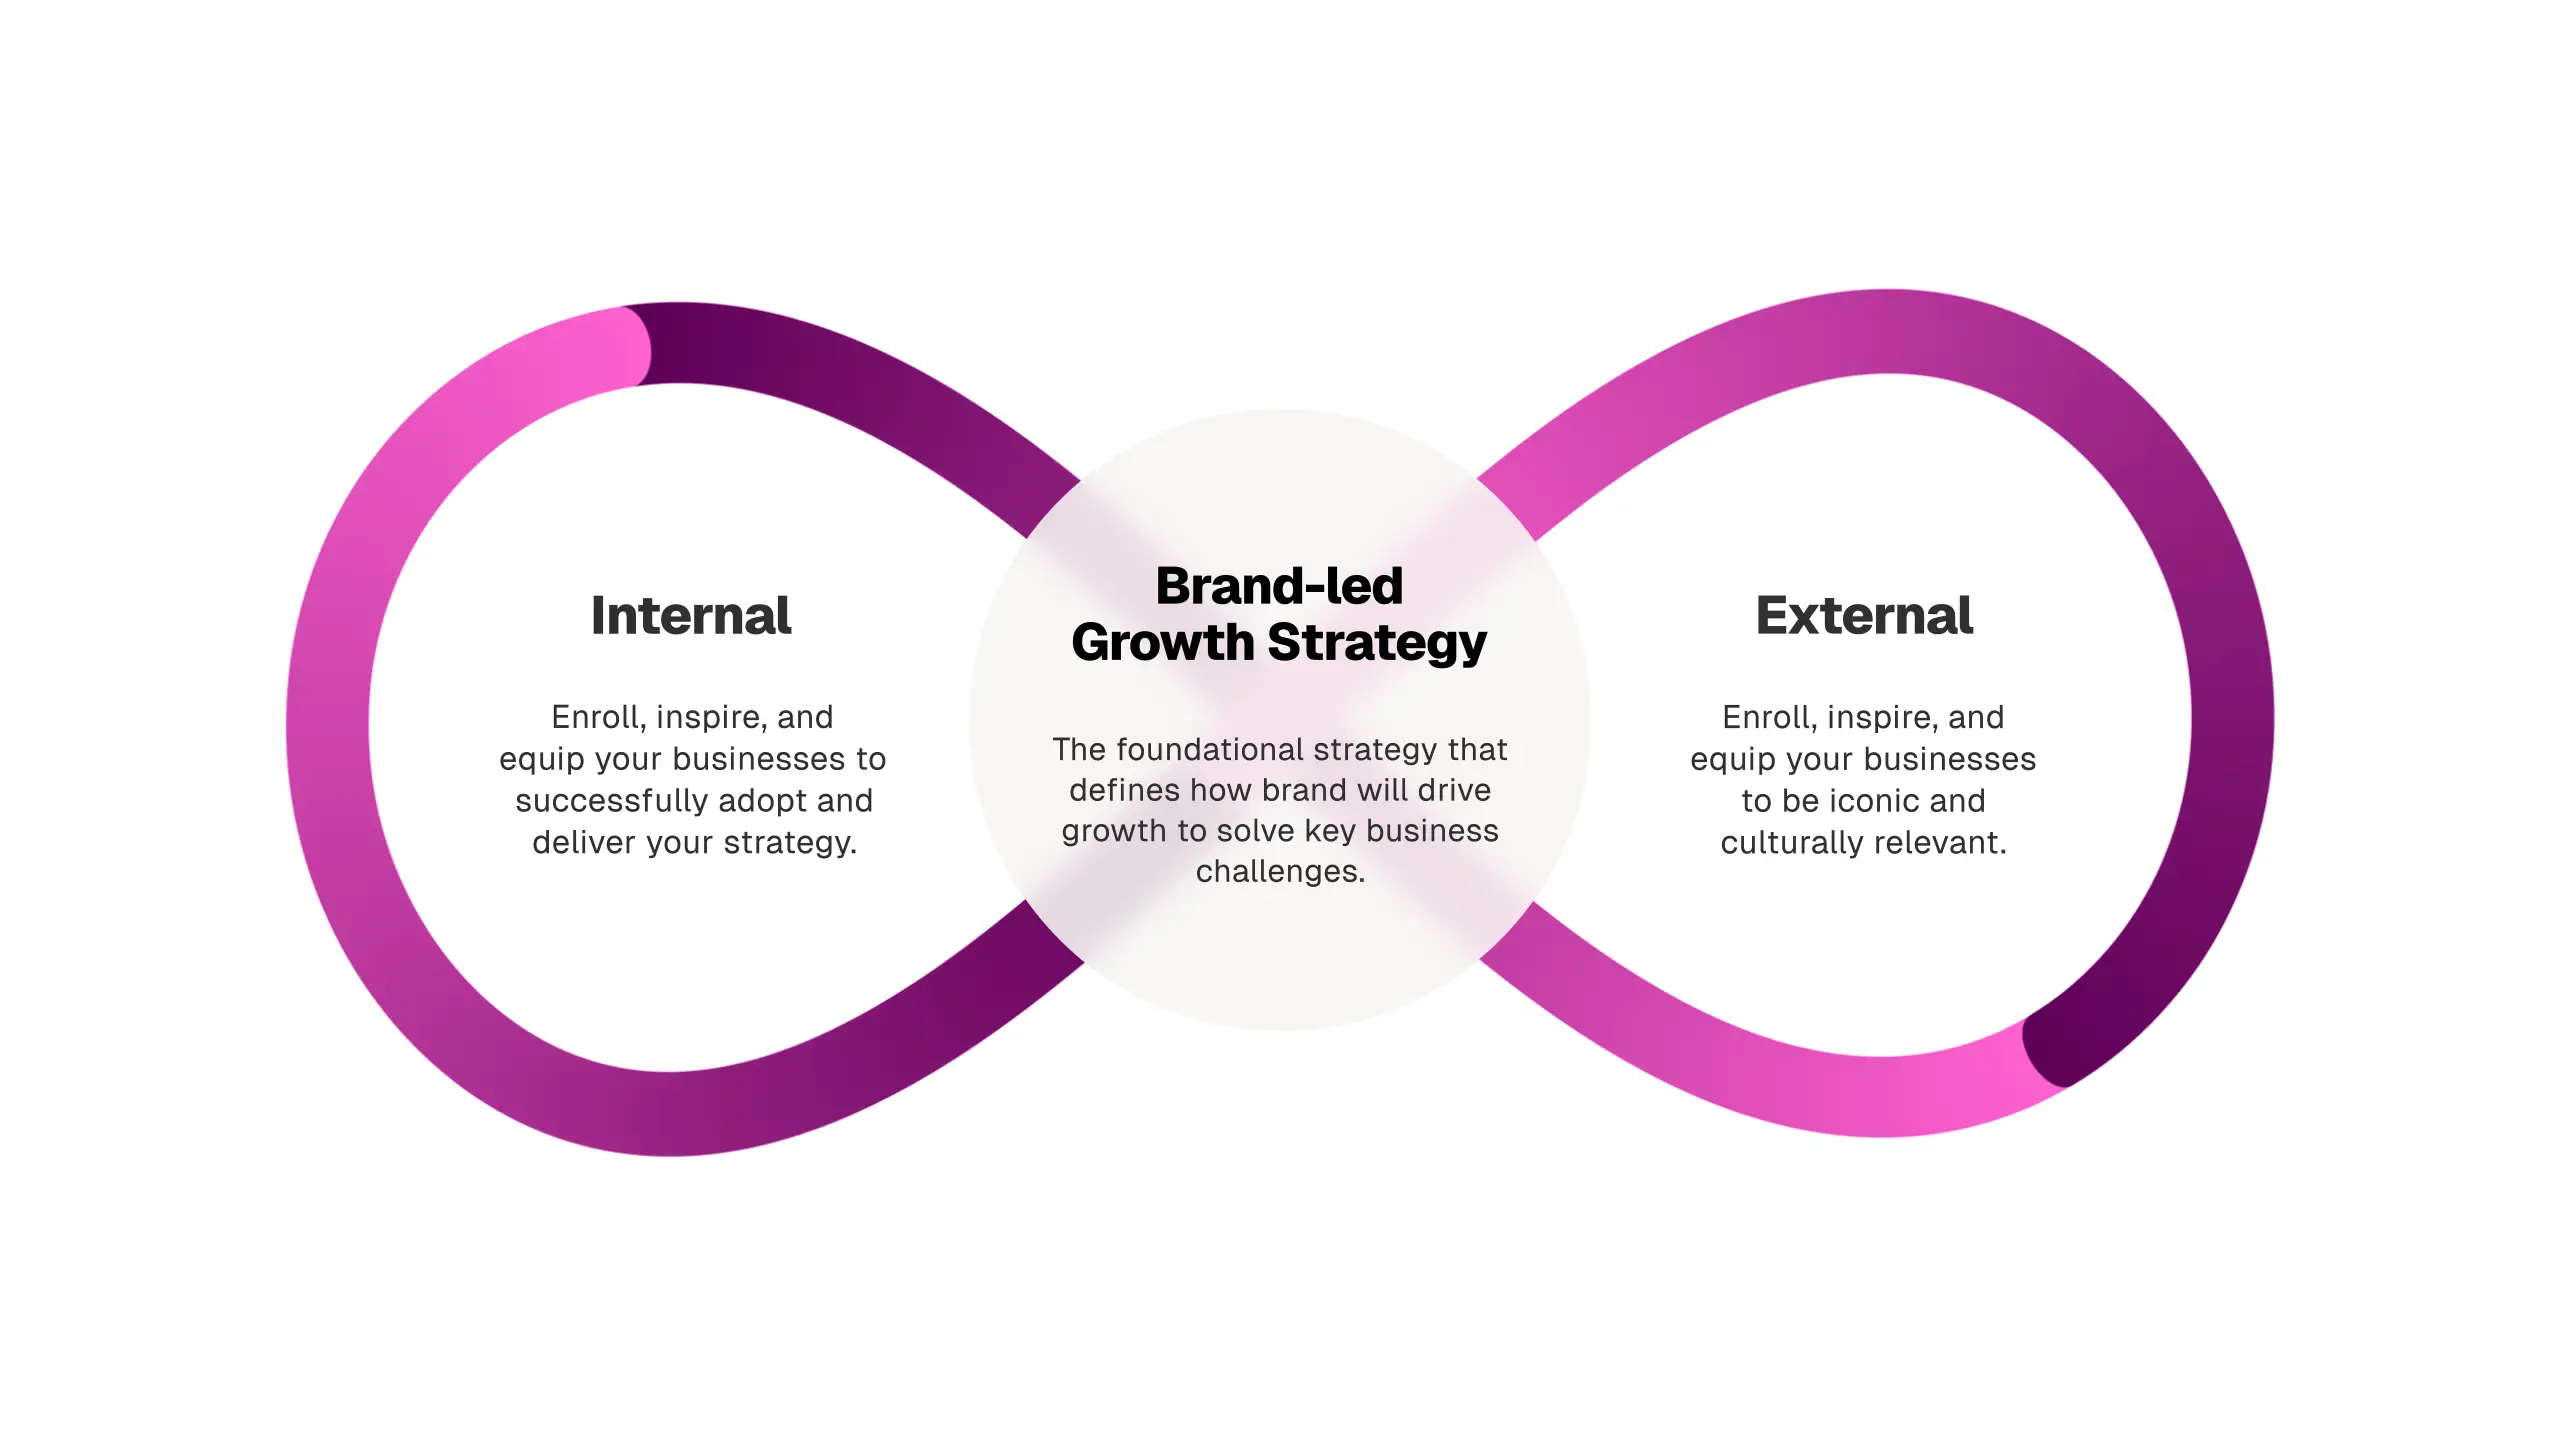 Internal
Enroll, inspire, and
equip your businesses to
successfully adopt and
deliver your strategy.
Brand-led
Growth Strategy
The foundational strategy that
defines how brand will drive
growth to solve key business
challenges.
External
Enroll, inspire, and
equip your businesses
to be iconic and
culturally relevant.